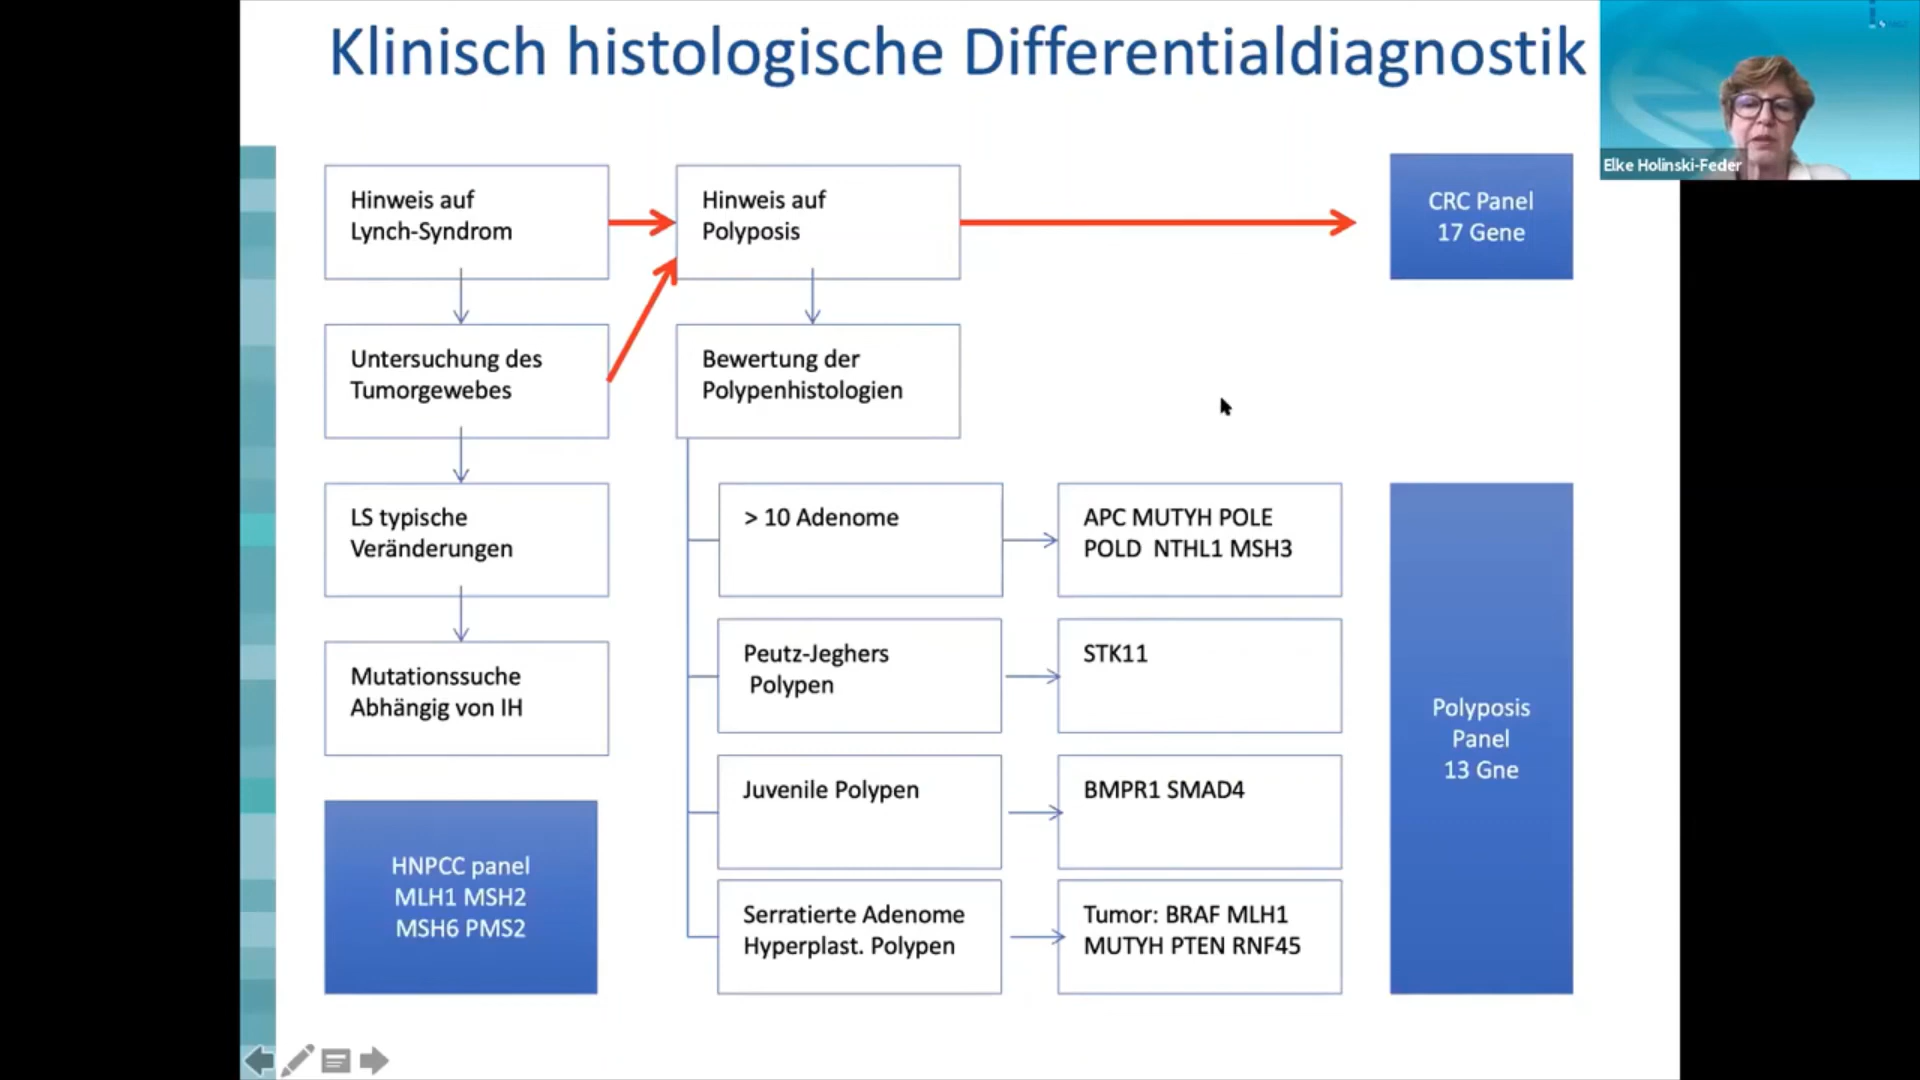 Klinisch histologische Differentialdiagnostik
Elke Holinski-Feder
Hinweis auf
Lynch-Syndrom
Hinweis auf
Polyposis
CRC Panel
17 Gene
Untersuchung des
Tumorgewebes
Bewertung der
Polypenhistologien
LS typische
Veränderungen
> 10 Adenome
APC MUTYH POLE
POLD NTHL1 MSH3
Mutationssuche
Abhängig von IH
Peutz-Jeghers
Polypen
STK11
Polyposis
Panel
13 Gne
Juvenile Polypen
BMPR1 SMAD4
HNPCC panel
MLH1 MSH2
MSH6 PMS2
Serratierte Adenome
Hyperplast. Polypen
Tumor: BRAF MLH1
MUTYH PTEN RNF45